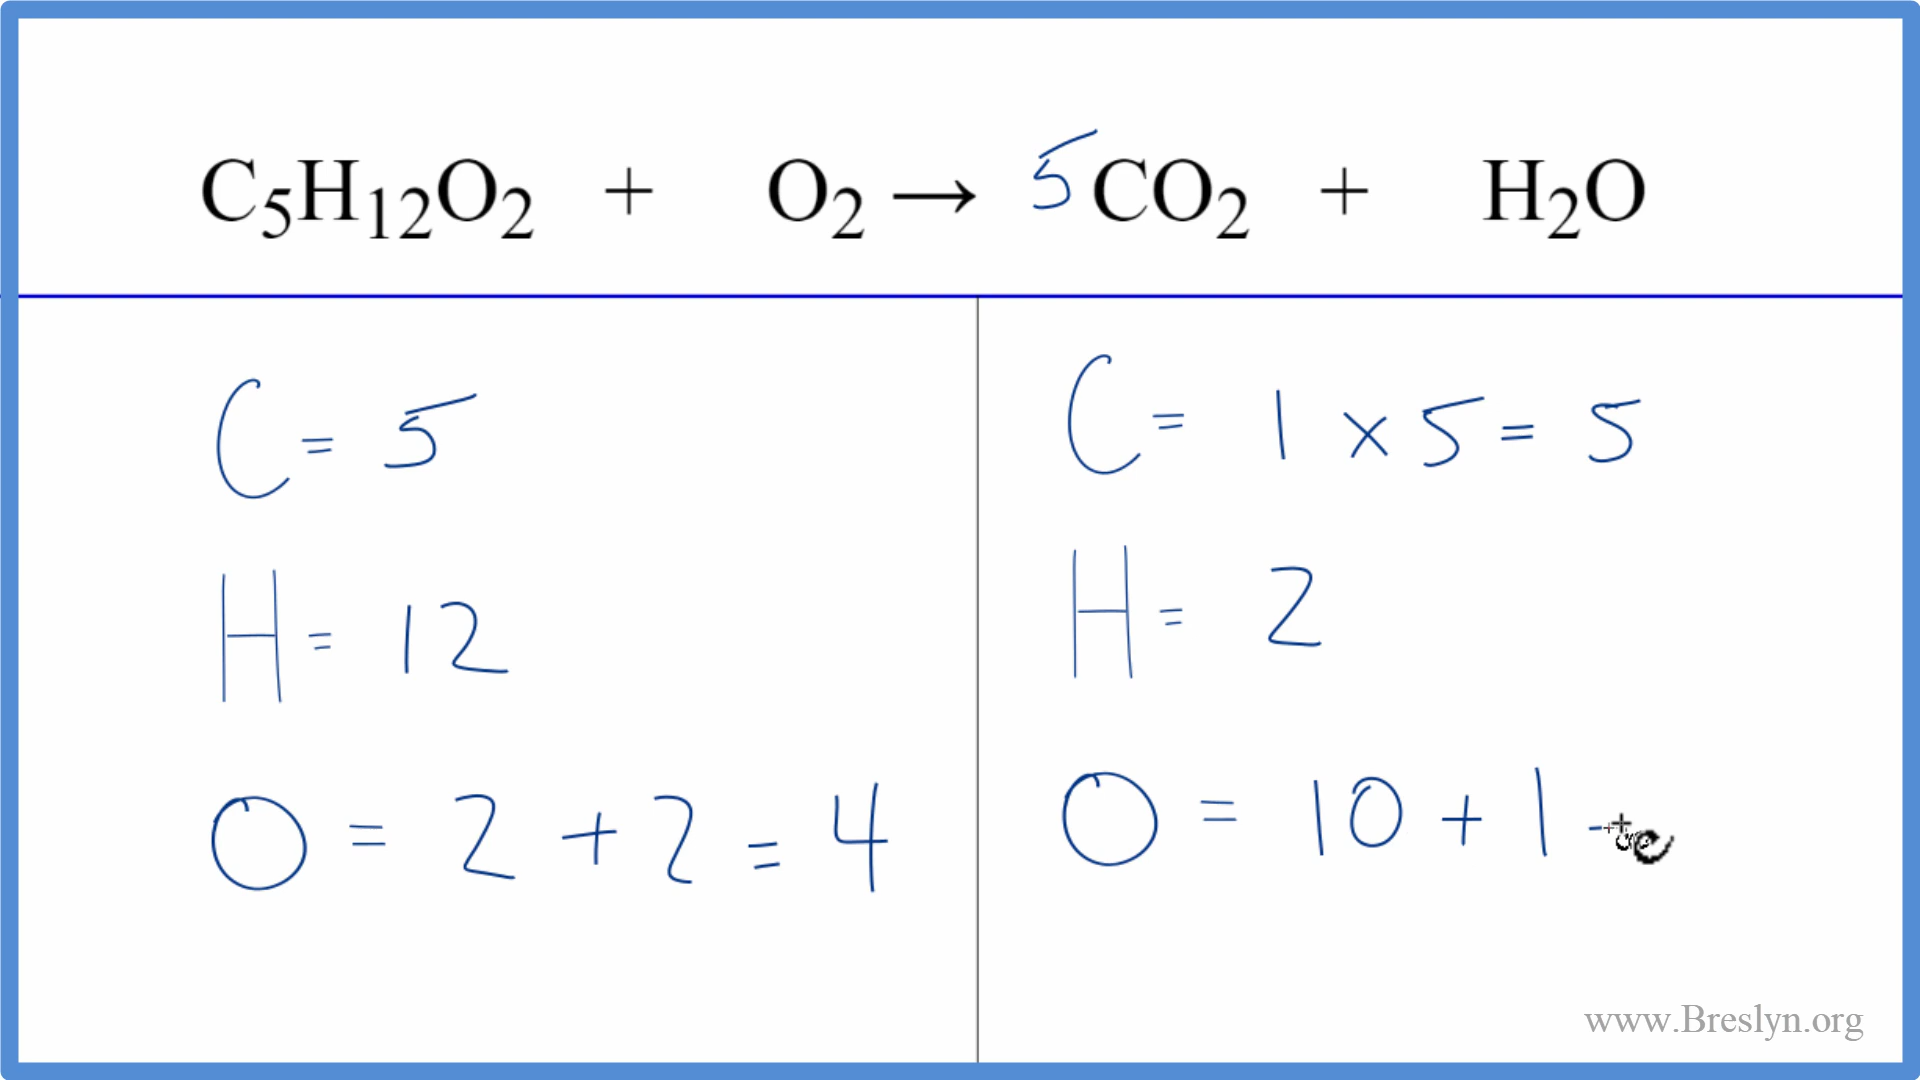 C₅H₁₂O₂ + O₂ → 5CO₂ + H₂O
C = 5
H = 12
O = 2 + 2 = 4
C = 1 x 5 = 5
H = 2
O = 10 + 1 -
www.Breslyn.org